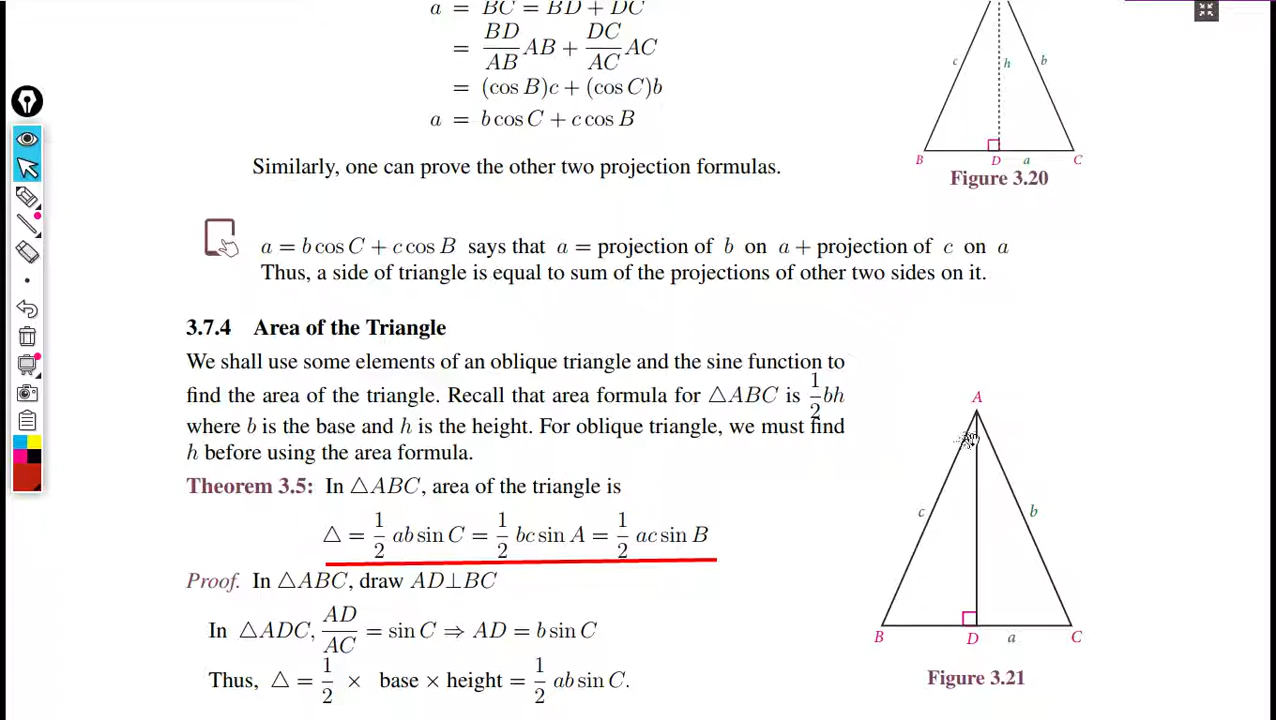 a = BC = BD + DC
= BD/AB AB + DC/AC AC
= (cos B)c + (cos C)b
a = b cos C + c cos B
Similarly, one can prove the other two projection formulas.
c h b
B D a C
Figure 3.20
a = b cos C + c cos B says that a = projection of b on a + projection of c on a
Thus, a side of triangle is equal to sum of the projections of other two sides on it.
3.7.4 Area of the Triangle
We shall use some elements of an oblique triangle and the sine function to
find the area of the triangle. Recall that area formula for △ABC is 1/2 bh
where b is the base and h is the height. For oblique triangle, we must find
h before using the area formula.
Theorem 3.5: In △ABC, area of the triangle is
△ = 1/2 ab sin C = 1/2 bc sin A = 1/2 ac sin B
Proof. In △ABC, draw AD⊥BC
In △ADC, AD/AC = sin C ⇒ AD = b sin C
Thus, △ = 1/2 × base × height = 1/2 ab sin C.
A
c b
B D a C
Figure 3.21